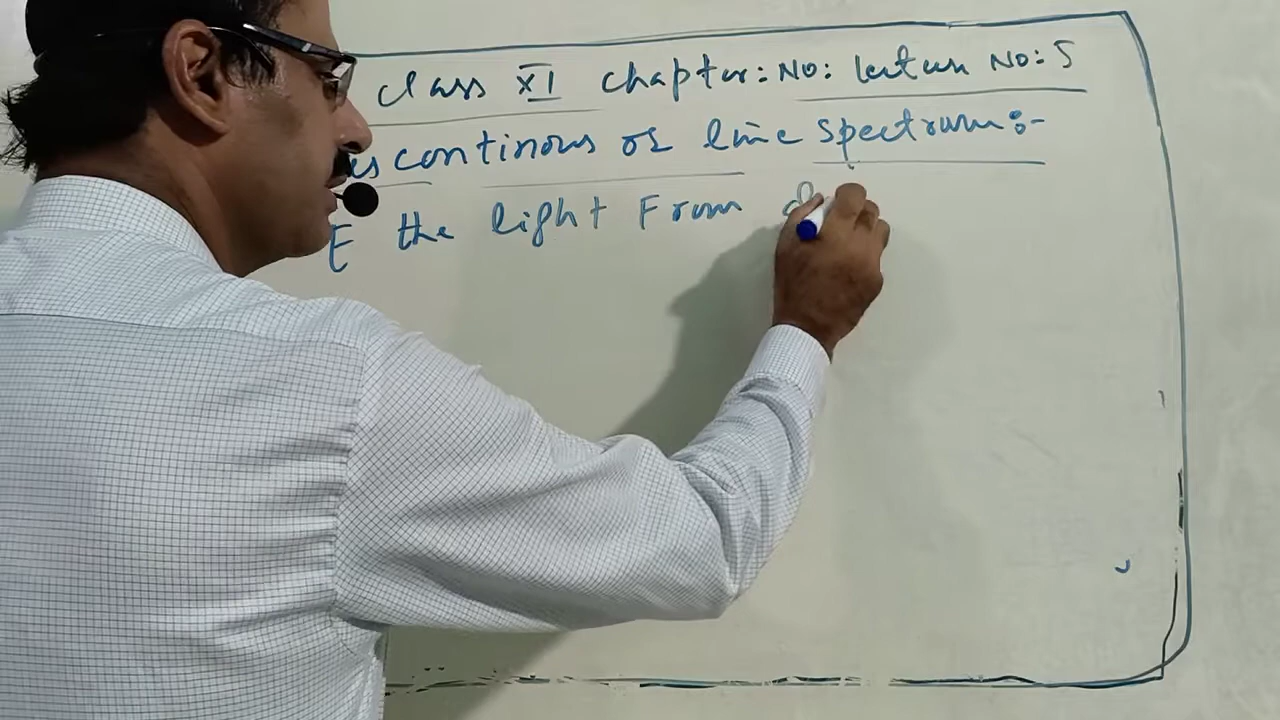 class XI chapter: NO: lecture NO: 5
continous or line spectrum:-
the light From